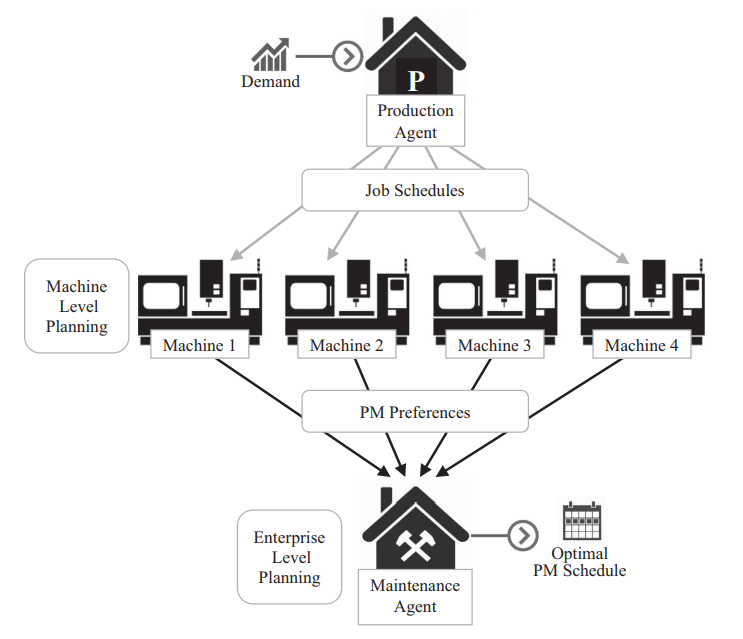 Demand
P
Production
Agent
Job Schedules
Machine
Level
Planning
Machine 1
Machine 2
Machine 3
Machine 4
PM Preferences
Enterprise
Level
Planning
Maintenance
Agent
Optimal
PM Schedule